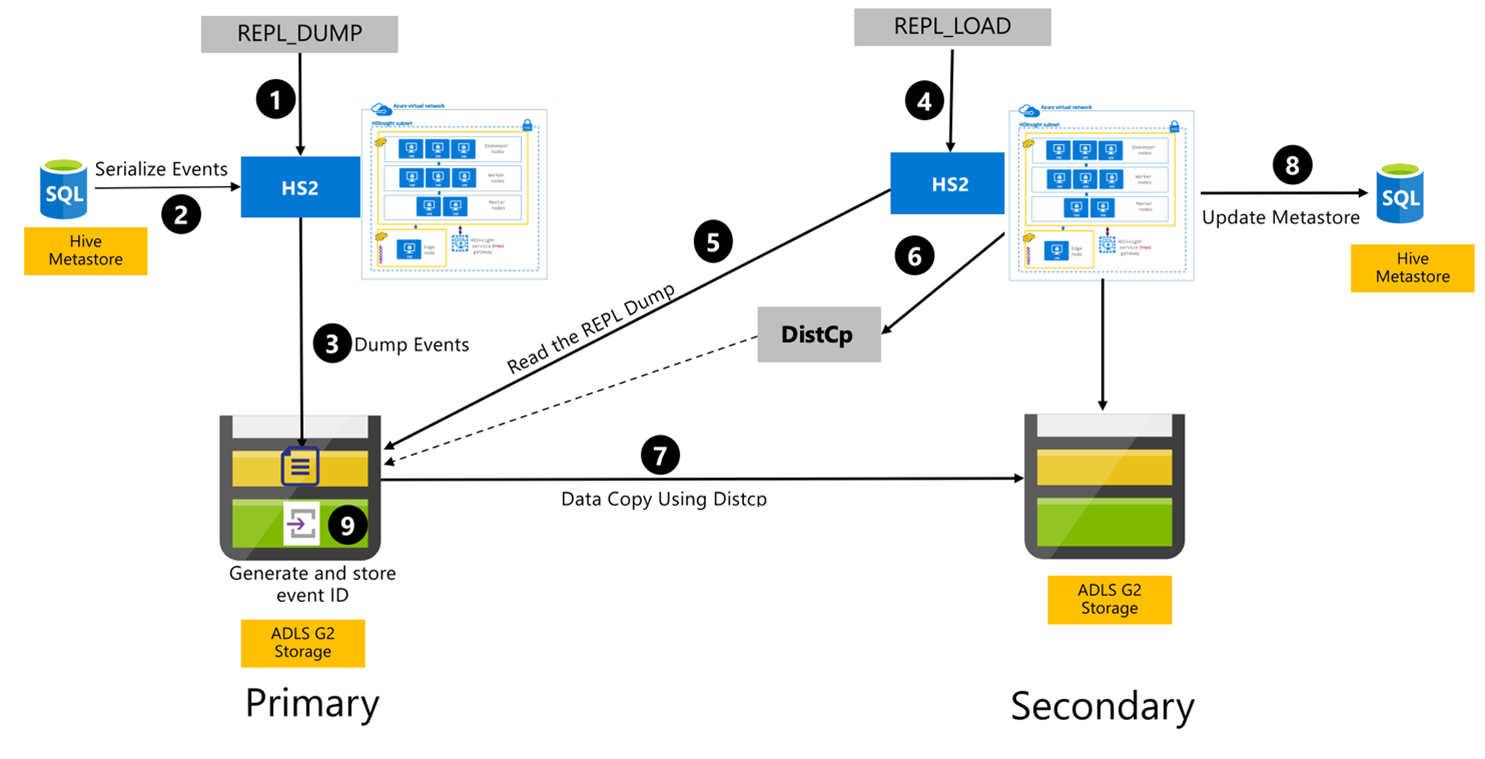 REPL_DUMP
REPL_LOAD
1
4
Azure virtual network
HDInsight subnet
Zookeeper
nodes
Worker
nodes
Master
nodes
HADOOP
Edge
node
HDInsight
service
gateway
Azure virtual network
HDInsight subnet
Zookeeper
nodes
Worker
nodes
Master
nodes
HADOOP
Edge
node
HDInsight
service
gateway
Serialize Events
SQL
HS2
2
Hive
Metastore
HS2
8
SQL
Update Metastore
Hive
Metastore
5
6
3
Dump Events
Read the REPL Dump
DistCp
7
Data Copy Using Distcp
9
Generate and store
event ID
ADLS G2
Storage
ADLS G2
Storage
Primary
Secondary